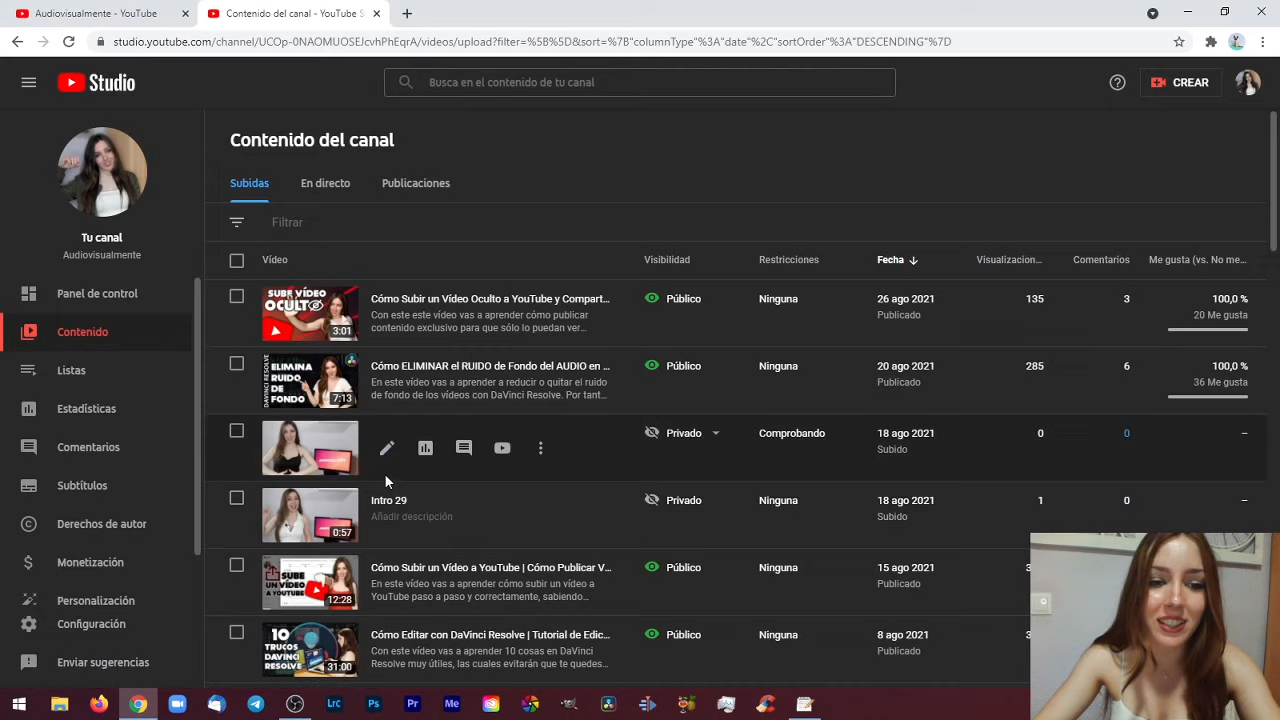 Audiovisualmente - YouTube
Contenido del canal - YouTube S
studio.youtube.com/channel/UCOp-0NAOMUOSEJcvhPhEqrA/videos/upload?filter=%5B%5D&sort=%7B"columnType"%3A"date"%2C"sortOrder"%3A"DESCENDING"%7D
Studio
Busca en el contenido de tu canal
CREAR
Tu canal
Audiovisualmente
Panel de control
Contenido
Listas
Estadísticas
Comentarios
Subtítulos
Derechos de autor
Monetización
Personalización
Configuración
Enviar sugerencias
Contenido del canal
Subidas En directo Publicaciones
Filtrar
Vídeo Visibilidad Restricciones Fecha Visualizacion... Comentarios Me gusta (vs. No me...
SUBE VÍDEO
OCULTO
3:01
Cómo Subir un Vídeo Oculto a YouTube y Compart... Público Ninguna 26 ago 2021 135 3 100,0 %
Con este este vídeo vas a aprender cómo publicar Publicado 20 Me gusta
contenido exclusivo para que sólo lo puedan ver...
DAVINCI RESOLVE
ELIMINA
RUIDO
DE
FONDO
7:13
Cómo ELIMINAR el RUIDO de Fondo del AUDIO en ... Público Ninguna 20 ago 2021 285 6 100,0 %
En este vídeo vas a aprender a reducir o quitar el ruido Publicado 36 Me gusta
de fondo de los vídeos con DaVinci Resolve. Por tant...
Privado Comprobando 18 ago 2021 0 0 –
Subido
0:57
Intro 29 Privado Ninguna 18 ago 2021 1 0 –
Añadir descripción Subido
SUBE
UN VÍDEO
A YOUTUBE
12:28
Cómo Subir un Vídeo a YouTube | Cómo Publicar V... Público Ninguna 15 ago 2021 3
En este vídeo vas a aprender cómo subir un vídeo a Publicado
YouTube paso a paso y correctamente, sabiendo...
10
TRUCOS
DAVINCI
RESOLVE
31:00
Cómo Editar con DaVinci Resolve | Tutorial de Edic... Público Ninguna 8 ago 2021 3
Con este vídeo vas a aprender 10 cosas en DaVinci Publicado
Resolve muy útiles, las cuales evitarán que te quedes...
Lrc Ps Pr Me